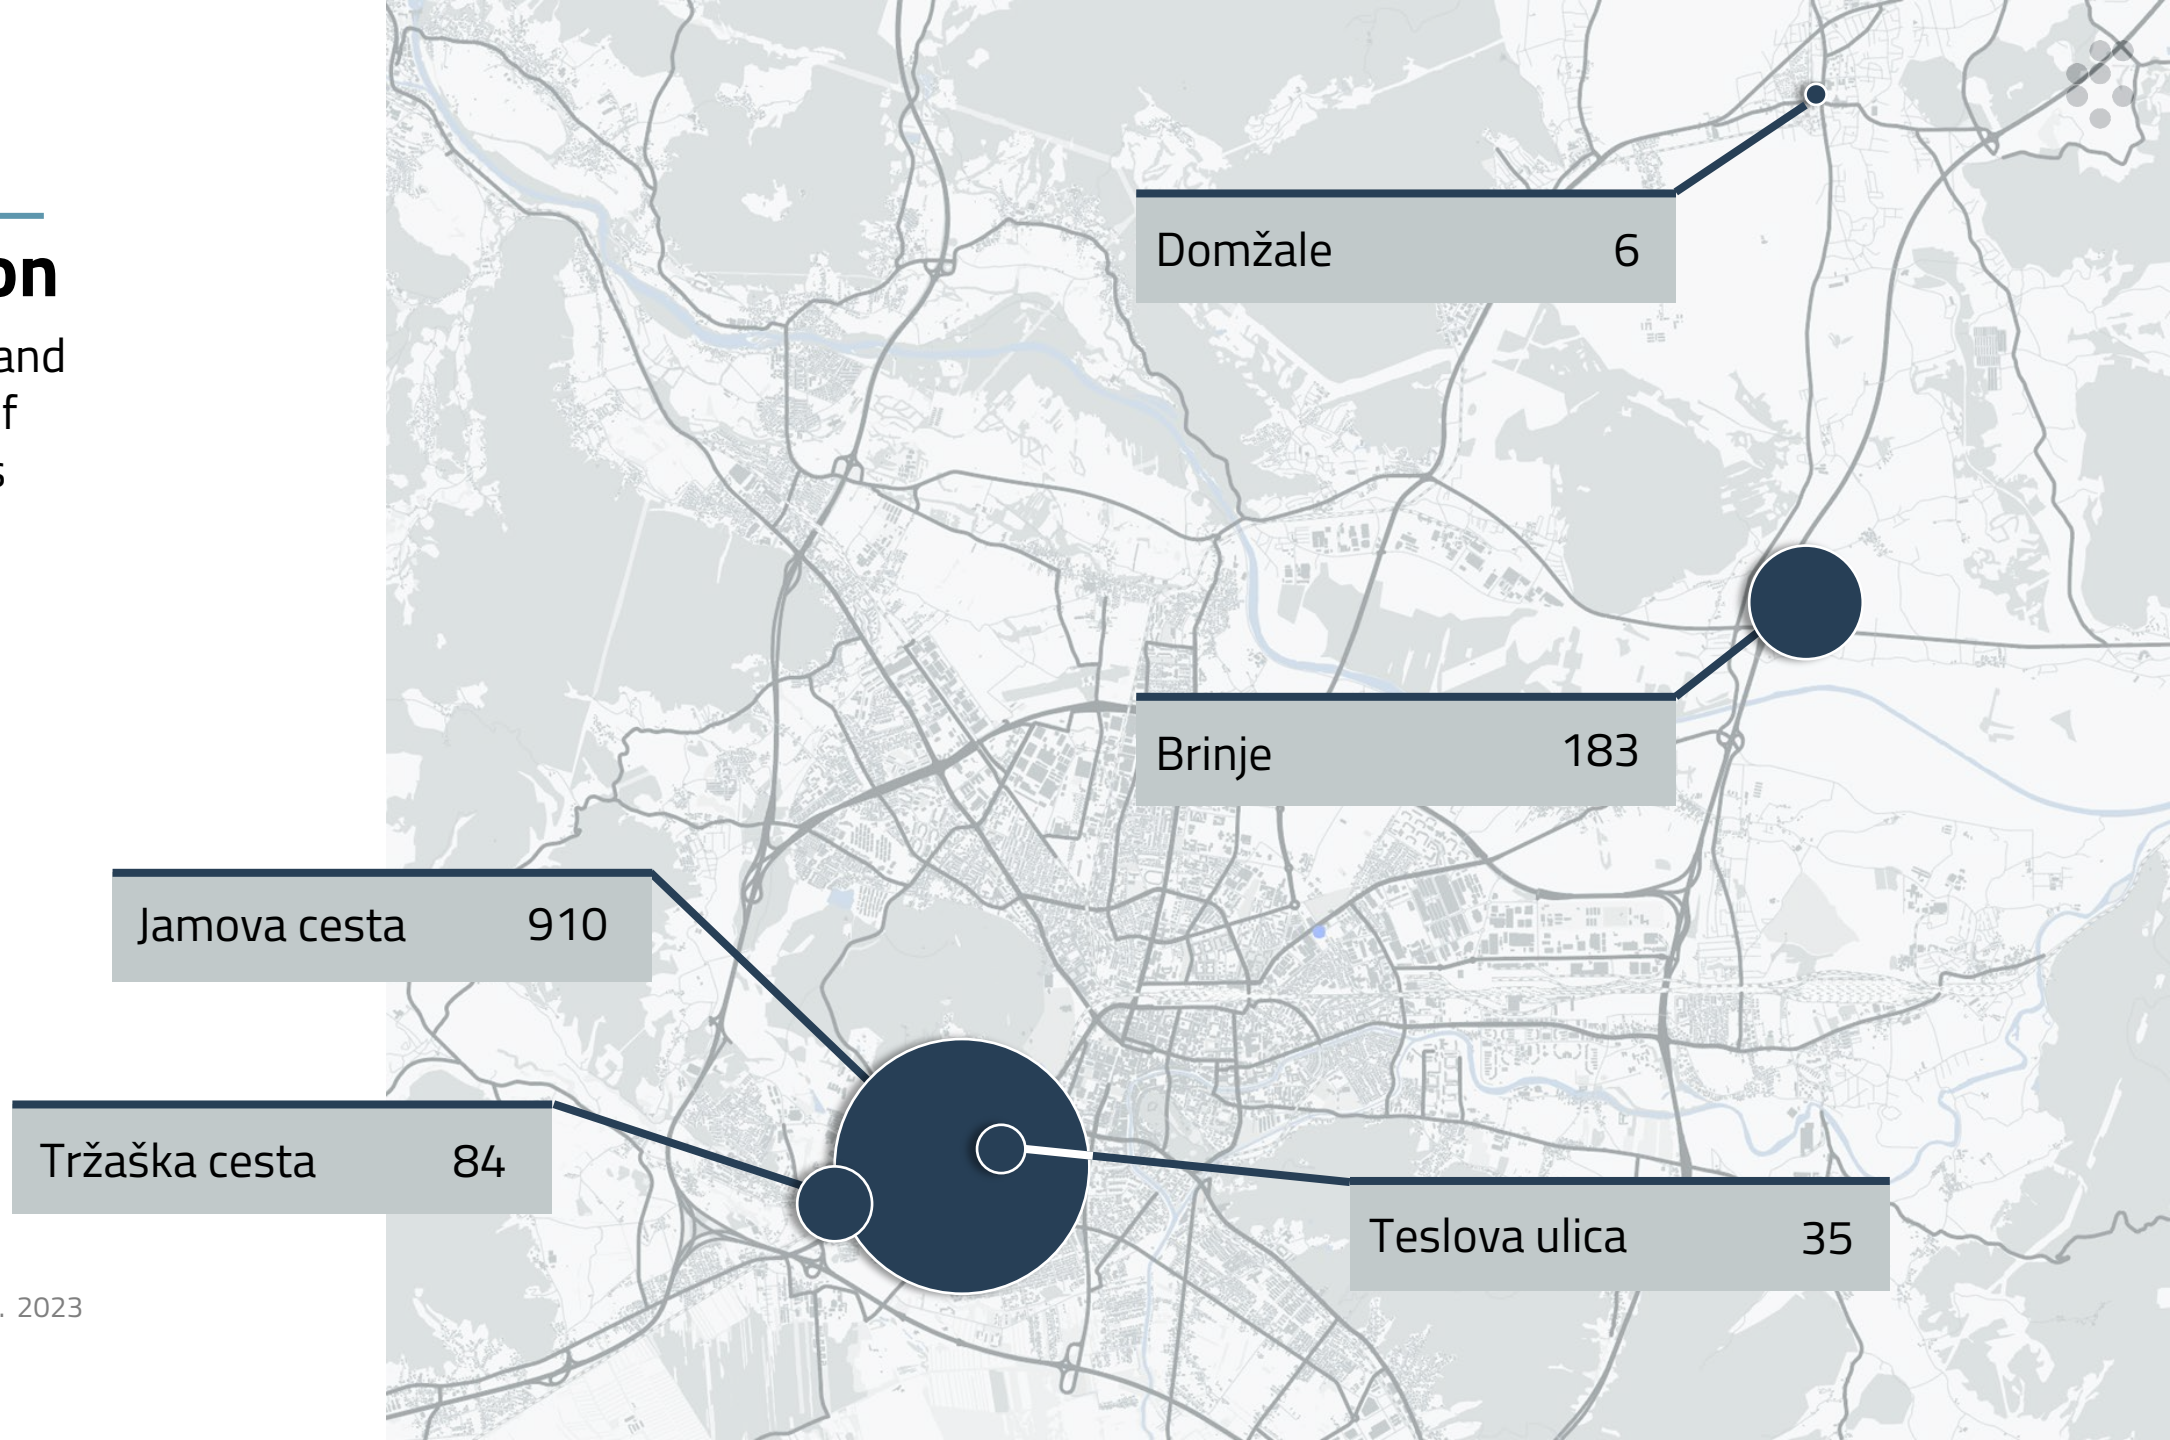 on
and
f
s
Domžale 6
Brinje 183
Jamova cesta 910
Tržaška cesta 84
Teslova ulica 35
. 2023